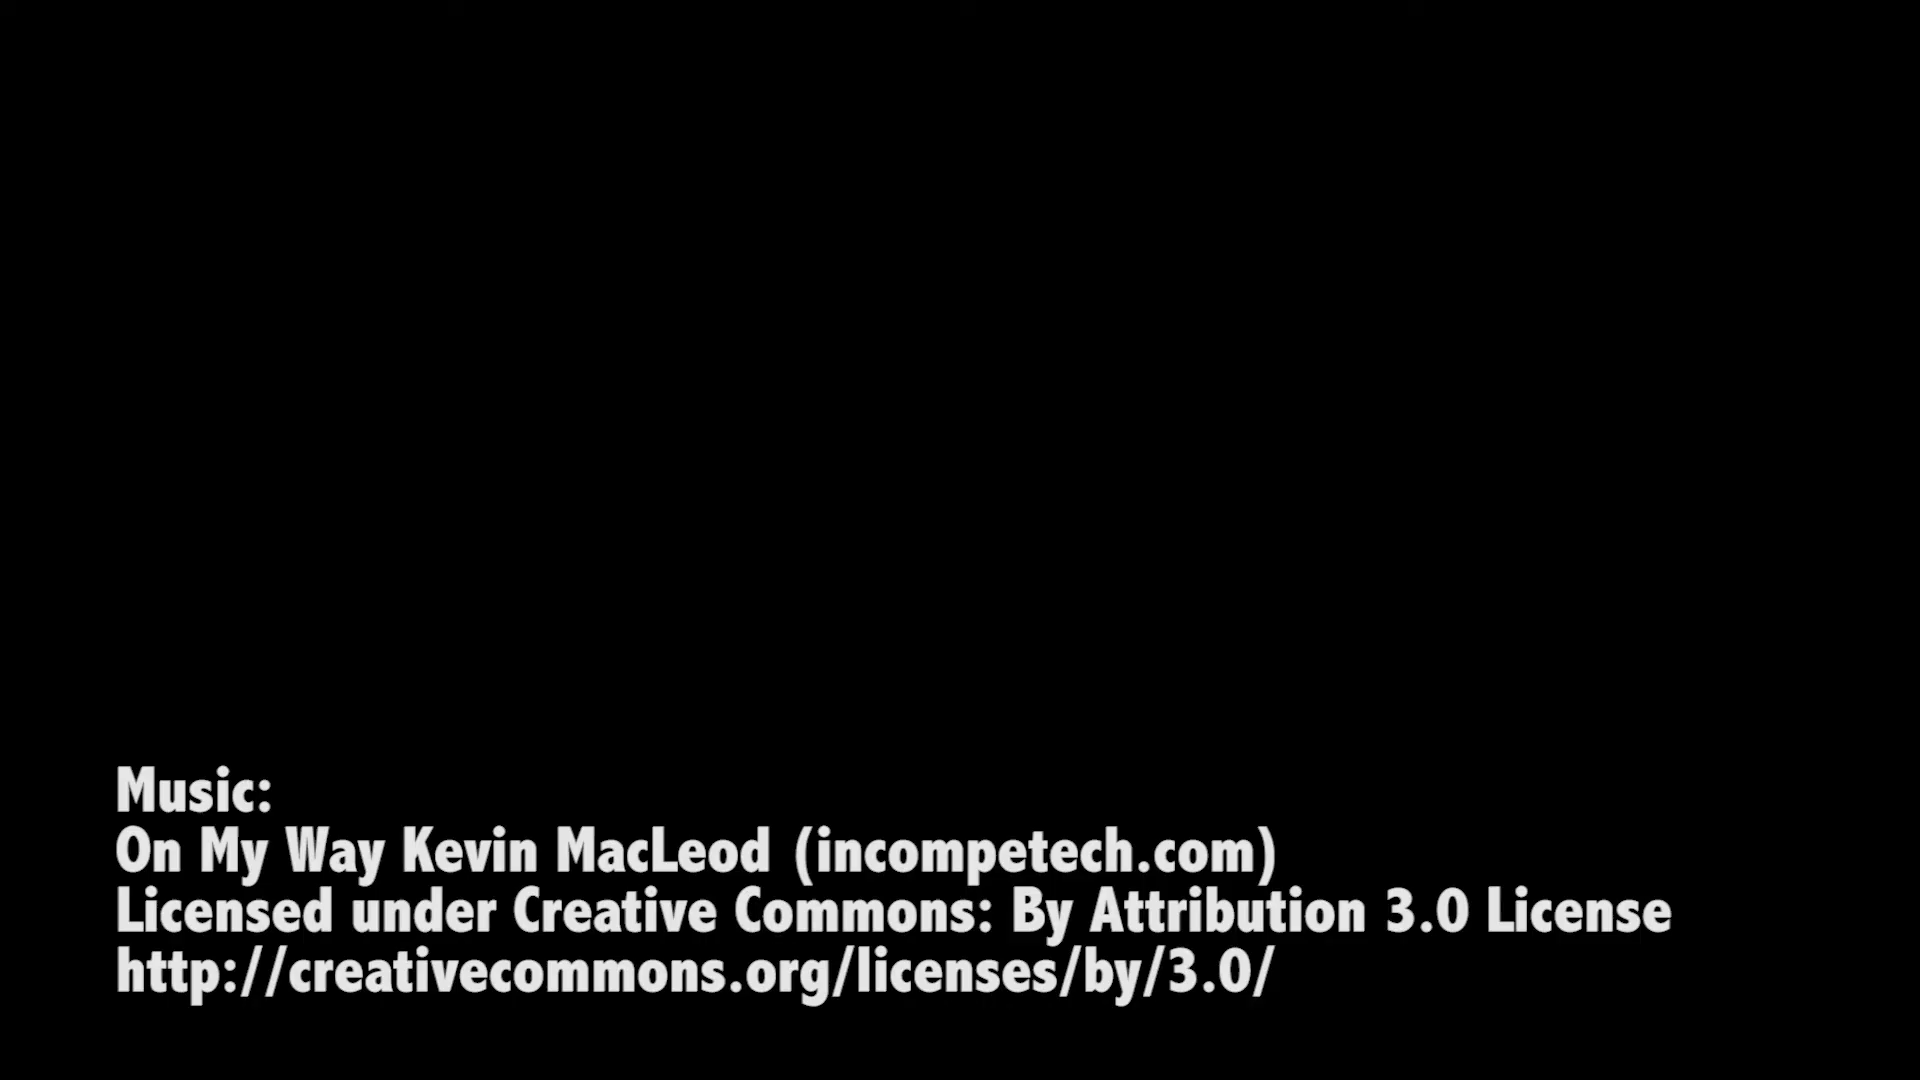 Music:
On My Way Kevin MacLeod (incompetech.com)
Licensed under Creative Commons: By Attribution 3.0 License
http://creativecommons.org/licenses/by/3.0/